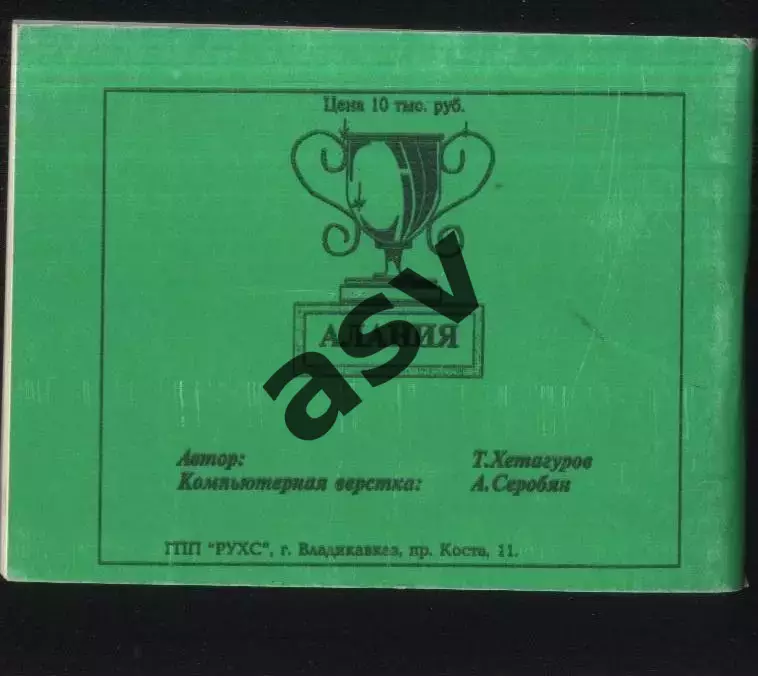 Цена 10 тыс. руб.
АЛАНИЯ
asv
Автор: Т.Хетагуров
Компьютерная верстка: А.Серобян
ГПП "РУХС", г. Владикавказ, пр. Коста, 11.